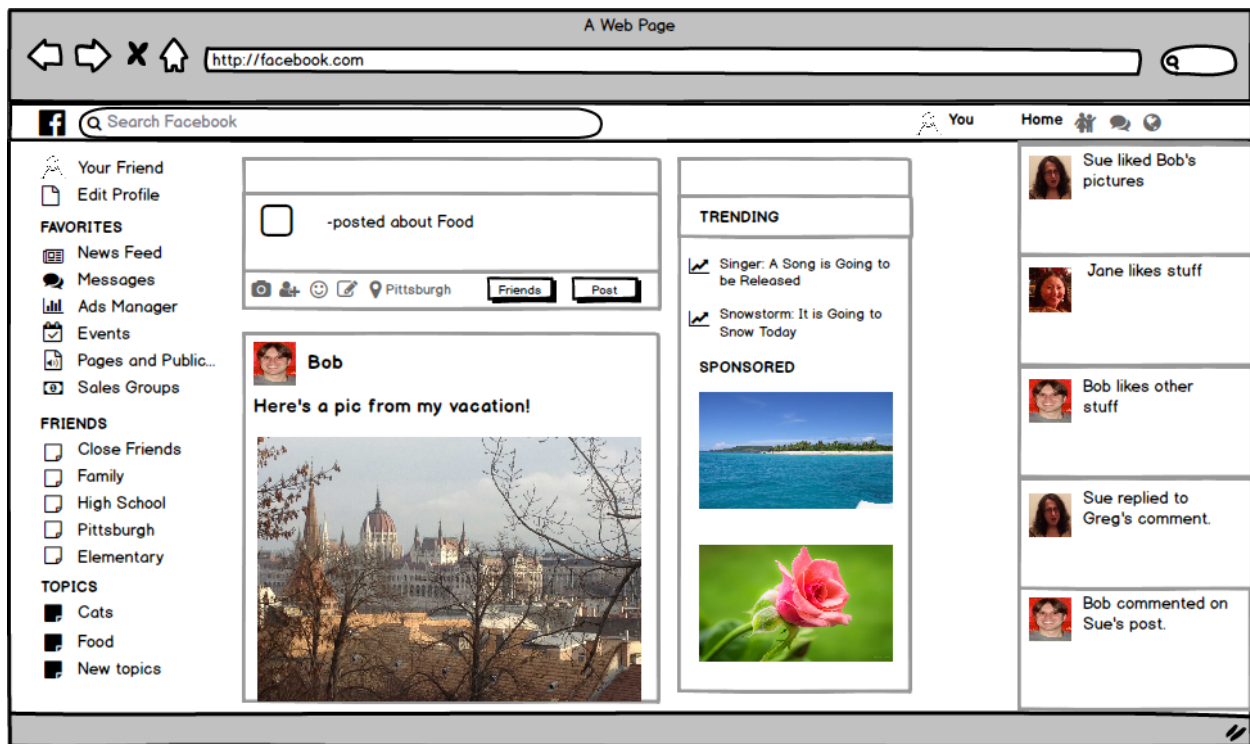 A Web Page
http://facebook.com
Search Facebook
You
Home
Your Friend
Edit Profile
FAVORITES
News Feed
Messages
Ads Manager
Events
Pages and Public...
Sales Groups
FRIENDS
Close Friends
Family
High School
Pittsburgh
Elementary
TOPICS
Cats
Food
New topics
-posted about Food
Pittsburgh
Friends
Post
Bob
Here's a pic from my vacation!
TRENDING
Singer: A Song is Going to
be Released
Snowstorm: It is Going to
Snow Today
SPONSORED
Sue liked Bob's
pictures
Jane likes stuff
Bob likes other
stuff
Sue replied to
Greg's comment.
Bob commented on
Sue's post.